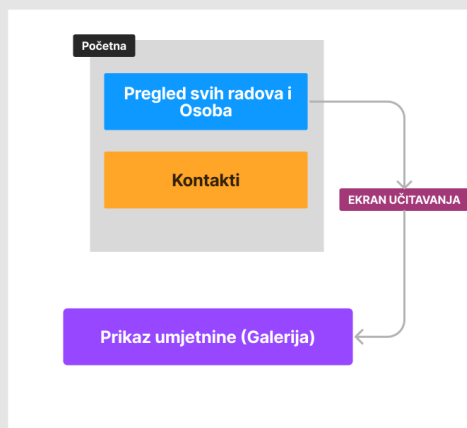 Početna
Pregled svih radova i
Osoba
Kontakti
EKRAN UČITAVANJA
Prikaz umjetnine (Galerija)